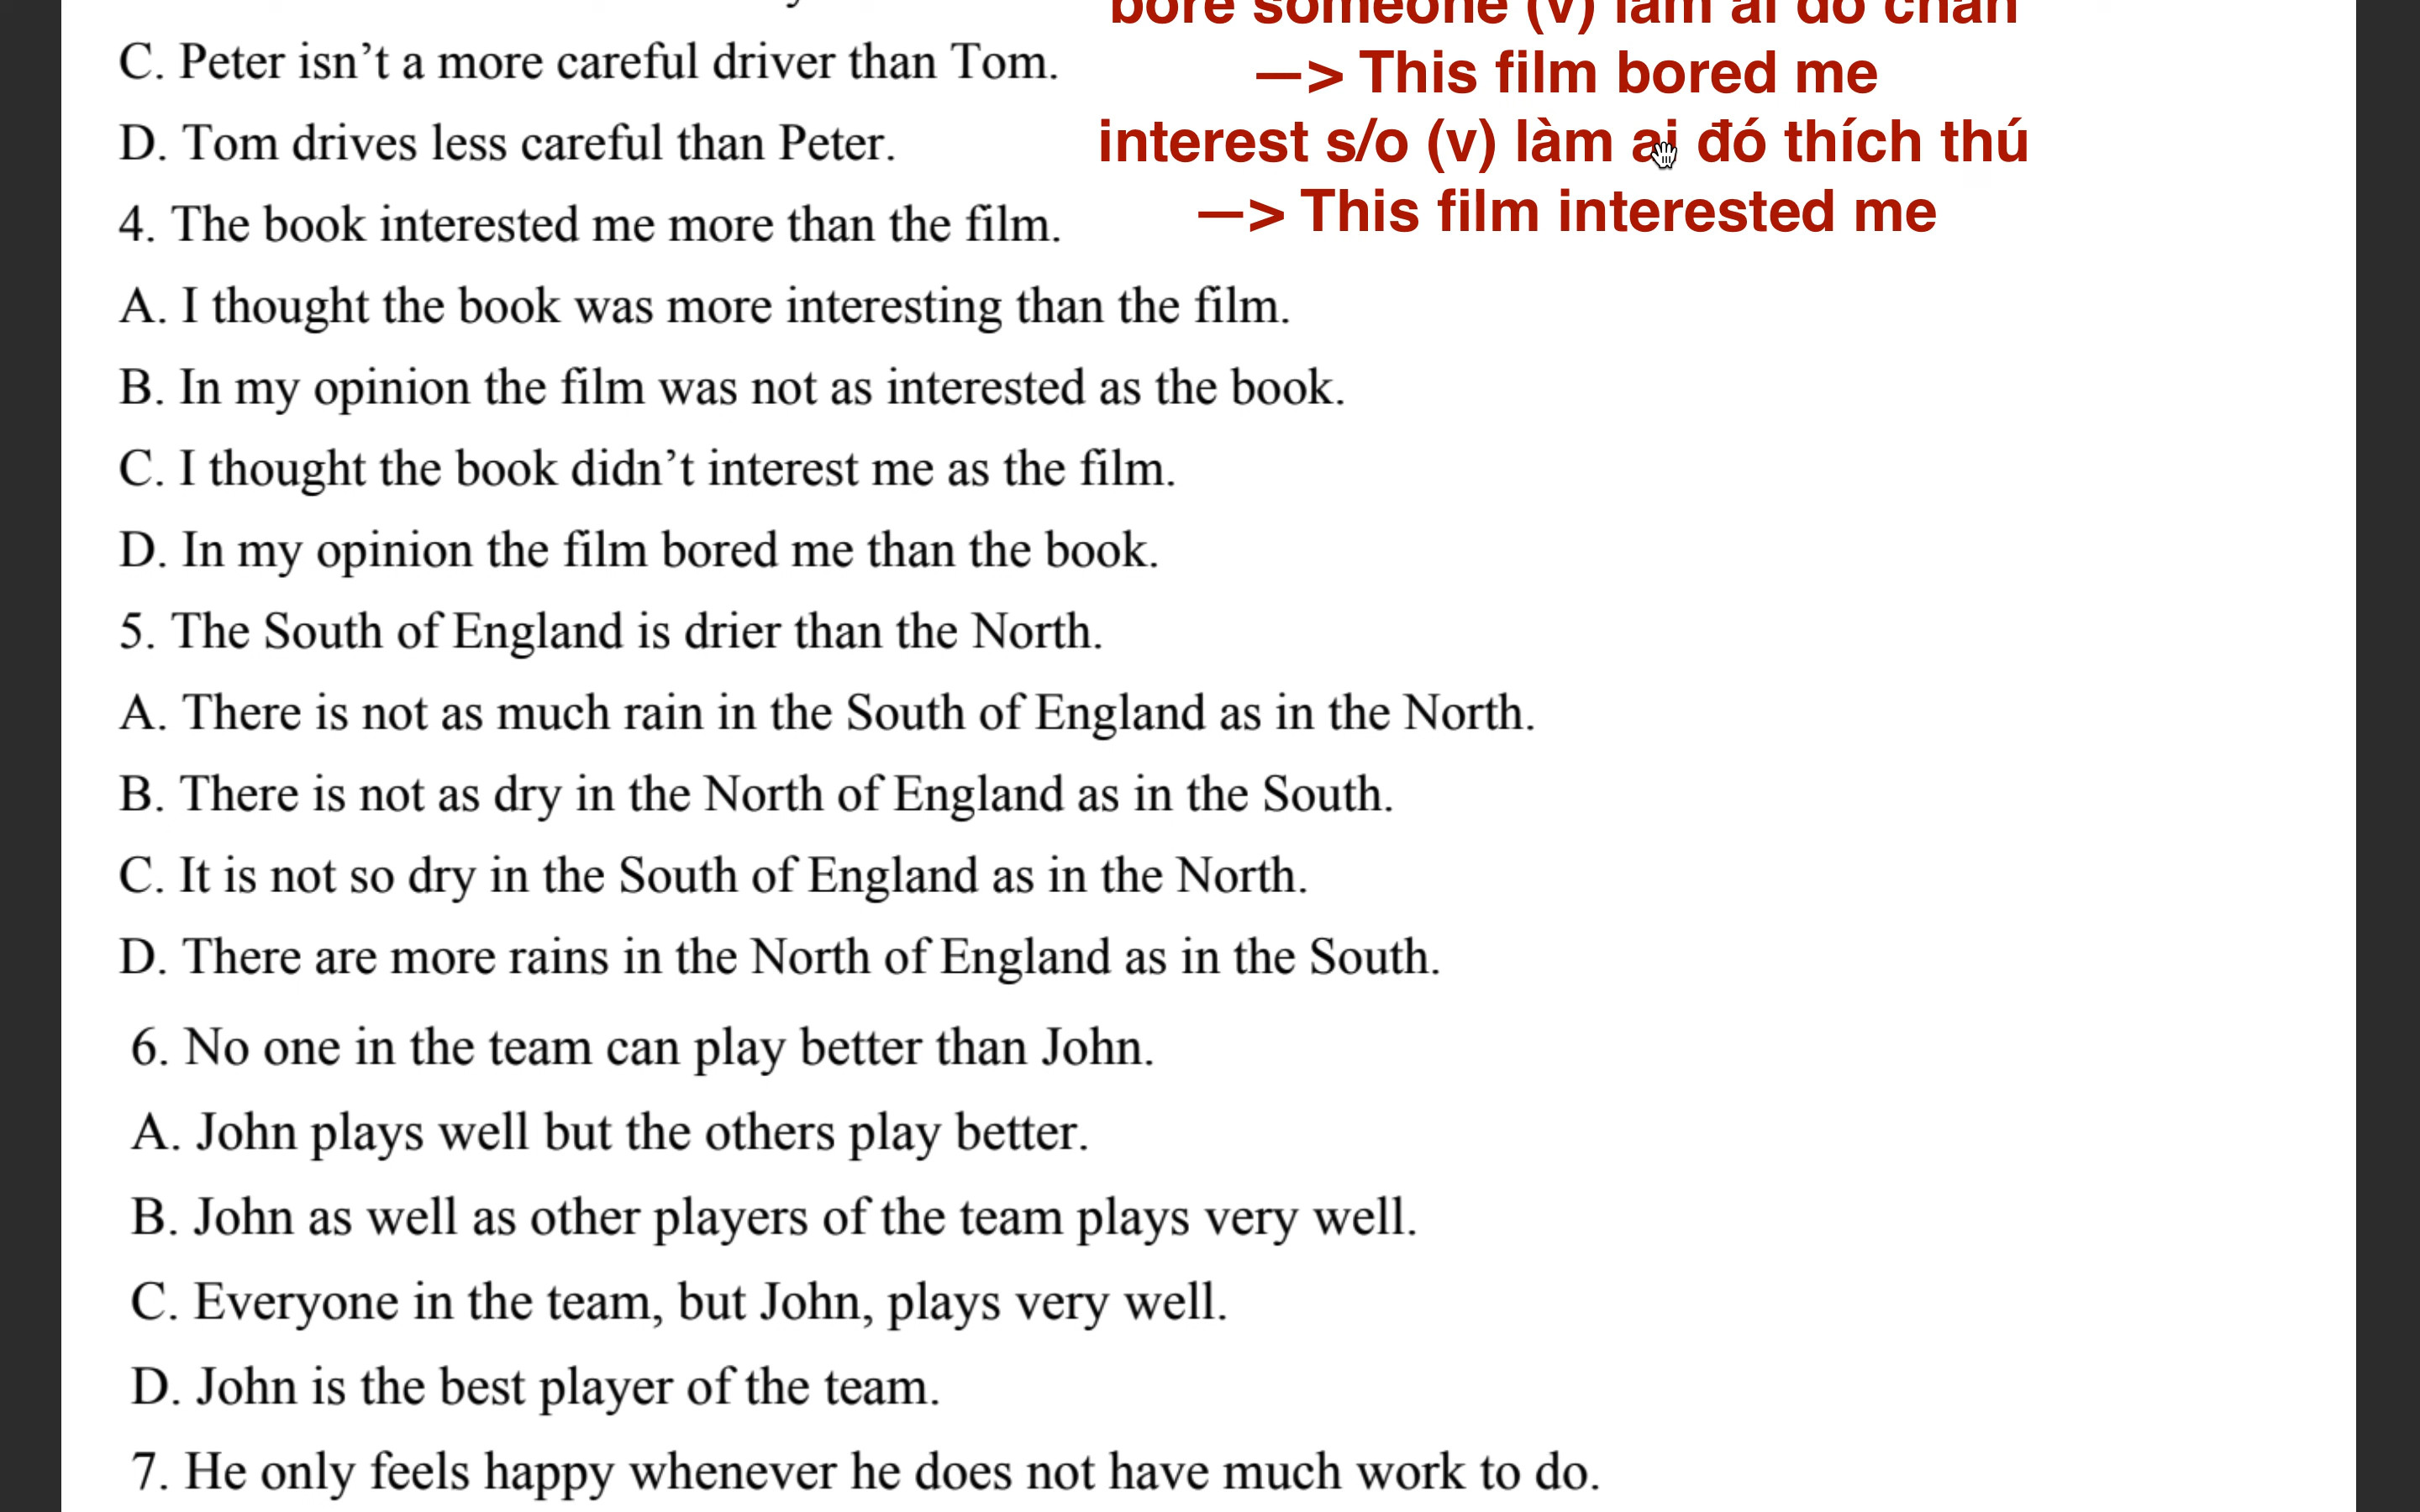 bore someone (v) làm ai đó chán
C. Peter isn’t a more careful driver than Tom.
—> This film bored me
D. Tom drives less careful than Peter.
interest s/o (v) làm ai đó thích thú
4. The book interested me more than the film.
—> This film interested me
A. I thought the book was more interesting than the film.
B. In my opinion the film was not as interested as the book.
C. I thought the book didn’t interest me as the film.
D. In my opinion the film bored me than the book.
5. The South of England is drier than the North.
A. There is not as much rain in the South of England as in the North.
B. There is not as dry in the North of England as in the South.
C. It is not so dry in the South of England as in the North.
D. There are more rains in the North of England as in the South.
6. No one in the team can play better than John.
A. John plays well but the others play better.
B. John as well as other players of the team plays very well.
C. Everyone in the team, but John, plays very well.
D. John is the best player of the team.
7. He only feels happy whenever he does not have much work to do.